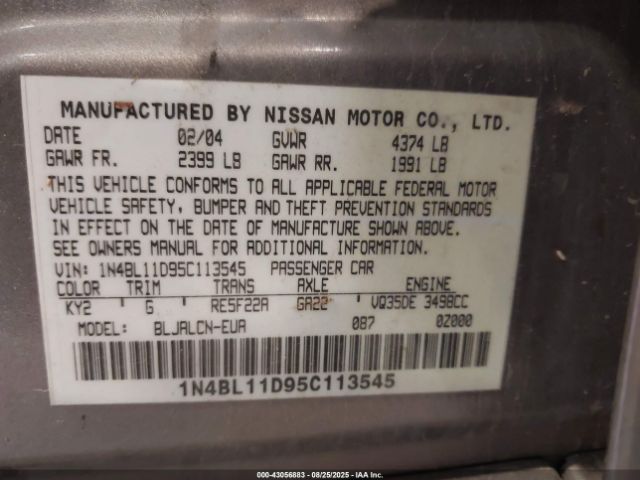 MANUFACTURED BY NISSAN MOTOR CO., LTD.
DATE 02/04 GVWR 4374 LB
GAWR FR. 2399 LB GAWR RR. 1991 LB
THIS VEHICLE CONFORMS TO ALL APPLICABLE FEDERAL MOTOR
VEHICLE SAFETY, BUMPER AND THEFT PREVENTION STANDARDS
IN EFFECT ON THE DATE OF MANUFACTURE SHOWN ABOVE.
SEE OWNERS MANUAL FOR ADDITIONAL INFORMATION.
VIN: 1N4BL11D95C113545 PASSENGER CAR
COLOR TRIM TRANS AXLE ENGINE
KY2 G RE5F22A GA22 VQ35DE 3498CC
MODEL: BLJALCN-EUA 087 0Z000
1N4BL11D95C113545
000-43056883 - 08/25/2025 - IAAI.com